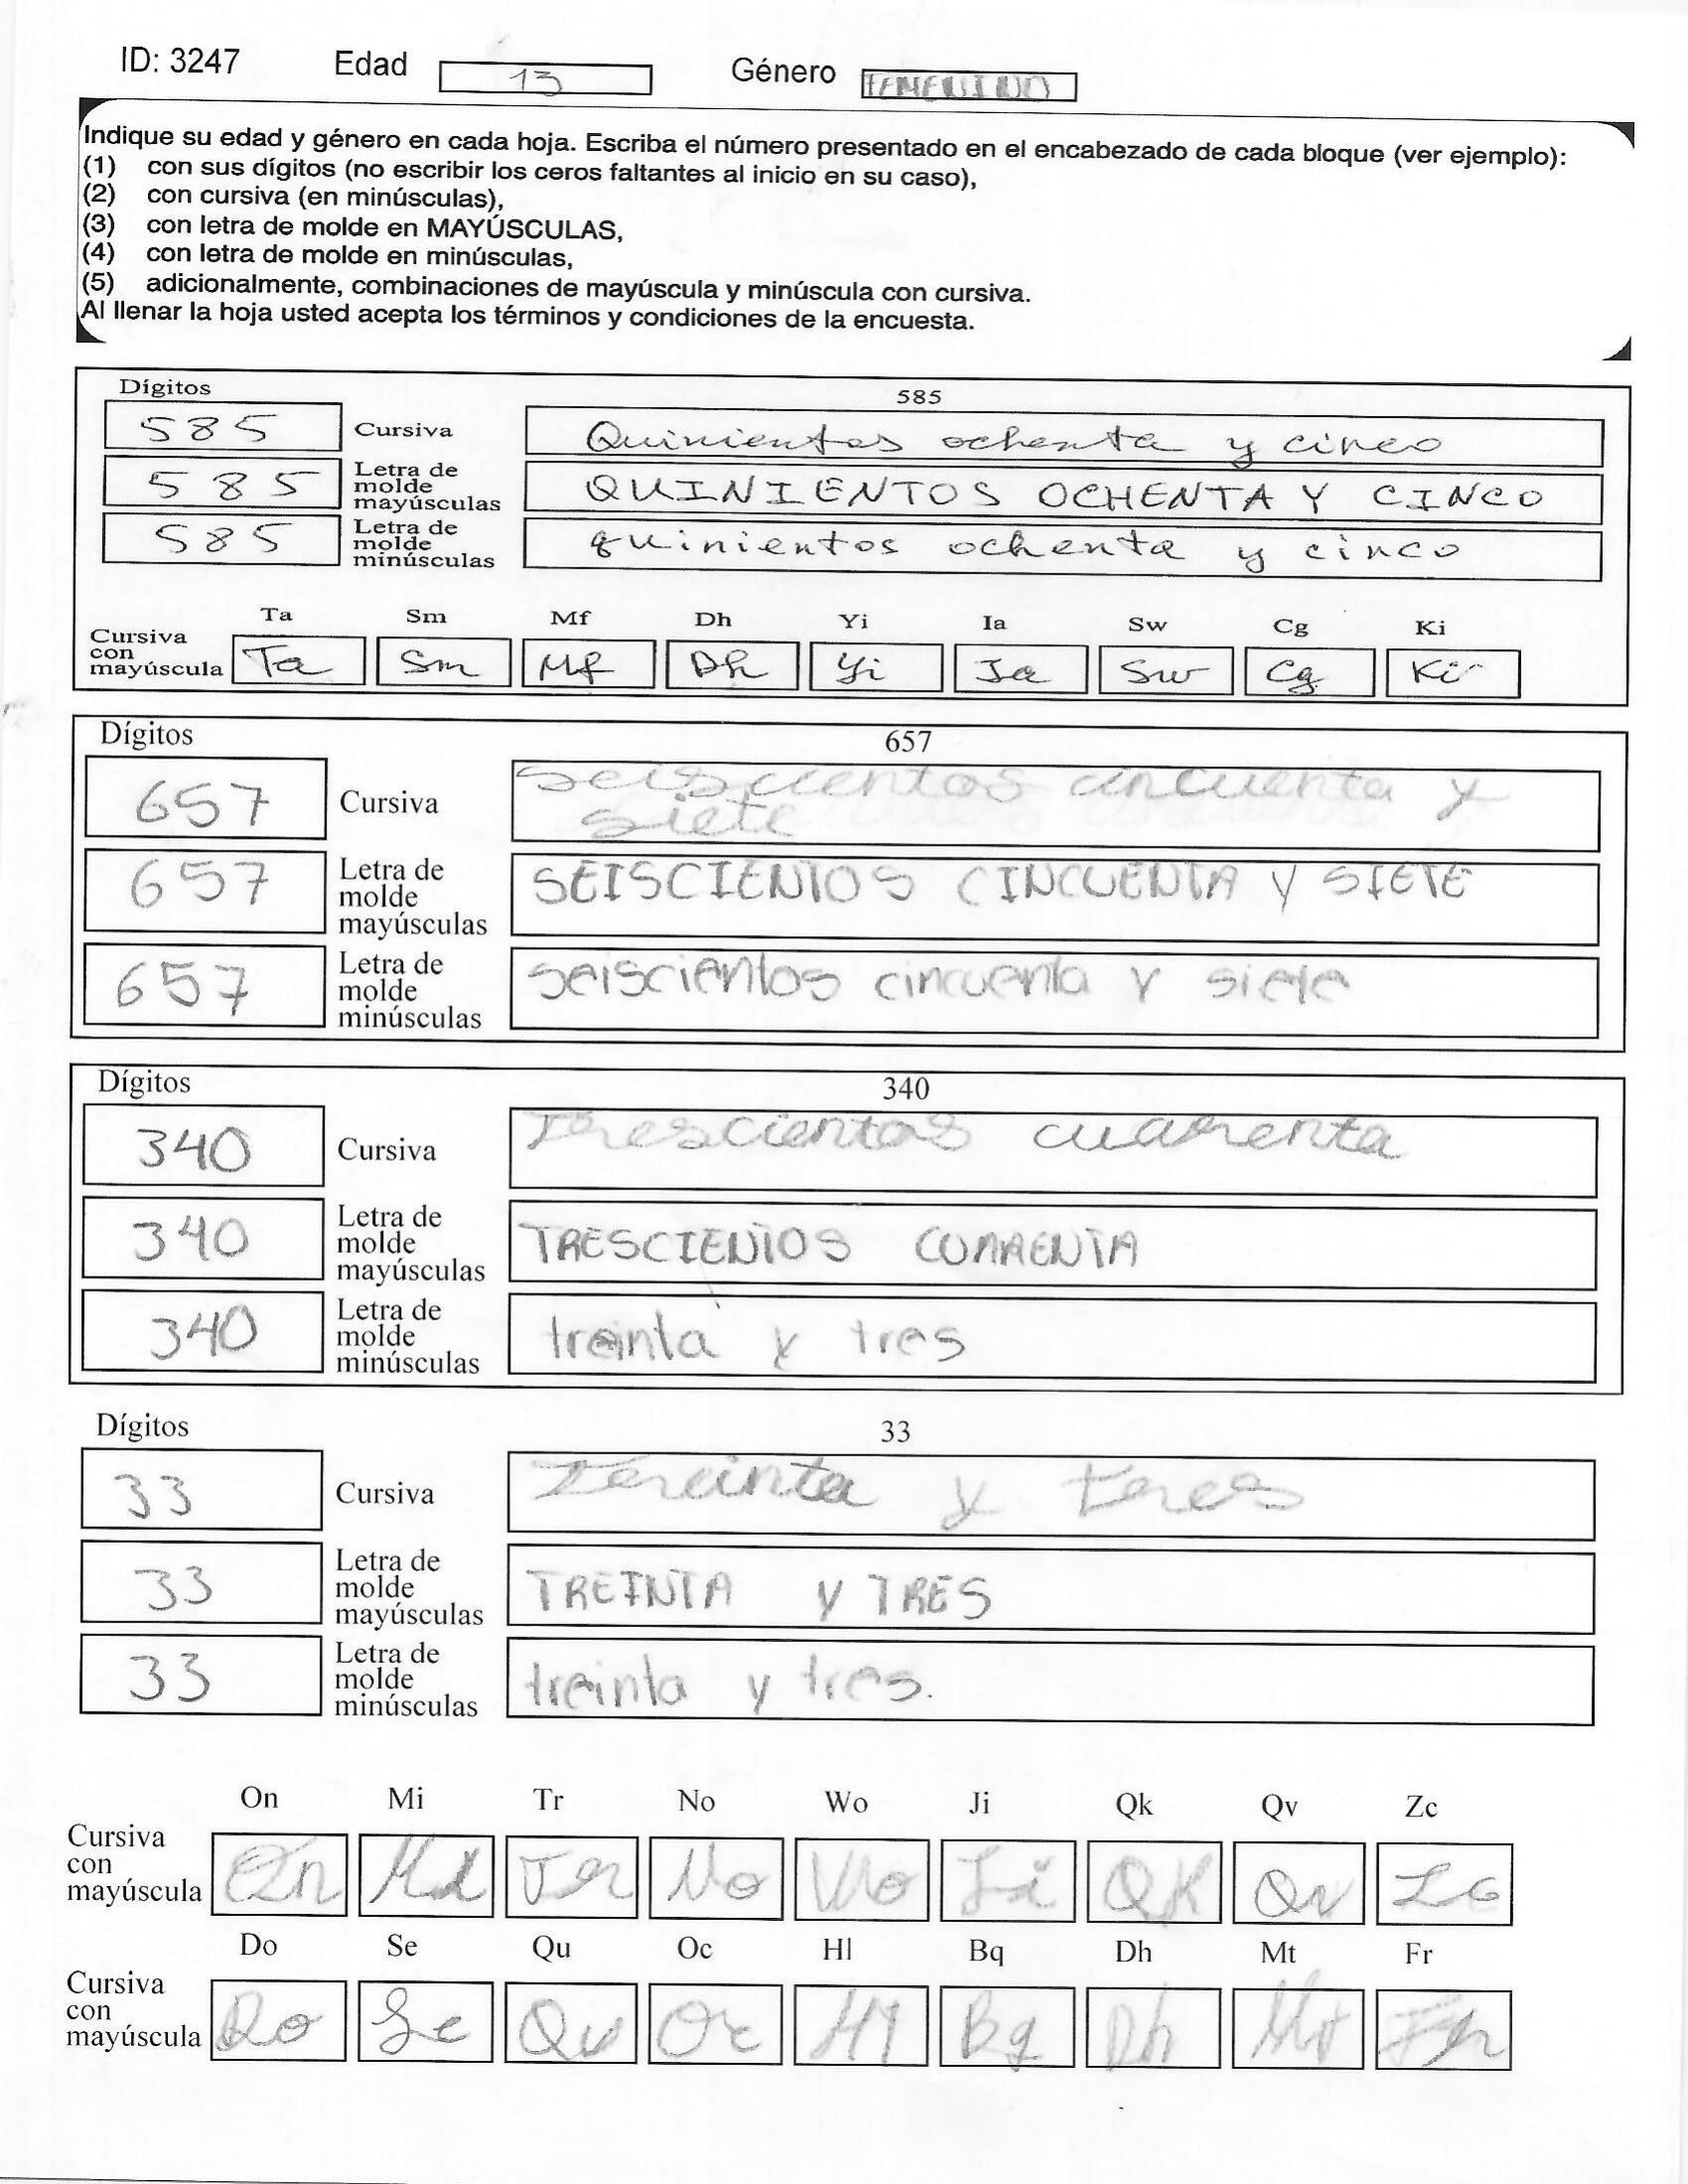 ID: 3247 Edad 13 Género FEMENINO
Indique su edad y género en cada hoja. Escriba el número presentado en el encabezado de cada bloque (ver ejemplo):
(1) con sus dígitos (no escribir los ceros faltantes al inicio en su caso),
(2) con cursiva (en minúsculas),
(3) con letra de molde en MAYÚSCULAS,
(4) con letra de molde en minúsculas,
(5) adicionalmente, combinaciones de mayúscula y minúscula con cursiva.
Al llenar la hoja usted acepta los términos y condiciones de la encuesta.
Dígitos 585
585 Cursiva Quinientos ochenta y cinco
585 Letra de molde mayúsculas QUINIENTOS OCHENTA Y CINCO
585 Letra de molde minúsculas quinientos ochenta y cinco
Ta Sm Mf Dh Yi Ia Sw Cg Ki
Cursiva con mayúscula Ta Sm Mf Dh Yi Ia Sw Cg Ki
Dígitos 657
657 Cursiva seiscientos cincuenta y
siete
657 Letra de molde mayúsculas SEISCIENTOS CINCUENTA Y SIETE
657 Letra de molde minúsculas seiscientos cincuenta y siete
Dígitos 340
340 Cursiva Trescientos cuarenta
340 Letra de molde mayúsculas TRESCIENTOS CUARENTA
340 Letra de molde minúsculas treinta y tres
Dígitos 33
33 Cursiva Treinta y tres
33 Letra de molde mayúsculas TREINTA Y TRES
33 Letra de molde minúsculas treinta y tres.
On Mi Tr No Wo Ji Qk Qv Zc
Cursiva con mayúscula On Mi Tr No Wo Ji QK Qv Zc
Do Se Qu Oc Hl Bq Dh Mt Fr
Cursiva con mayúscula Do Se Qu Oc Hl Bq Dh Mt Fr